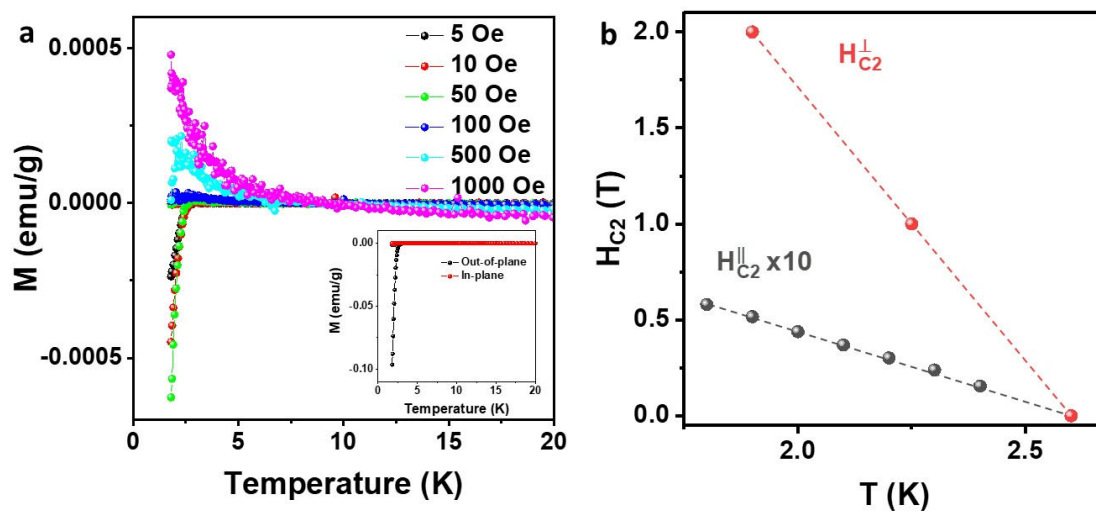 a
0.0005
0.0000
-0.0005
M (emu/g)
5 Oe
10 Oe
50 Oe
100 Oe
500 Oe
1000 Oe
0.00
-0.05
-0.10
M (emu/g)
Out-of-plane
In-plane
0 5 10 15 20
Temperature (K)
0 5 10 15 20
Temperature (K)
b
2.0
1.5
1.0
0.5
0.0
H_C2 (T)
H_C2^⊥
H_C2^|| x10
2.0 2.5
T (K)